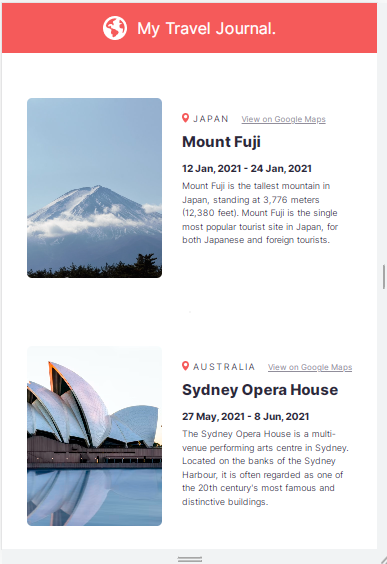 My Travel Journal.
JAPAN View on Google Maps
Mount Fuji
12 Jan, 2021 - 24 Jan, 2021
Mount Fuji is the tallest mountain in
Japan, standing at 3,776 meters
(12,380 feet). Mount Fuji is the single
most popular tourist site in Japan, for
both Japanese and foreign tourists.
AUSTRALIA View on Google Maps
Sydney Opera House
27 May, 2021 - 8 Jun, 2021
The Sydney Opera House is a multi-
venue performing arts centre in Sydney.
Located on the banks of the Sydney
Harbour, it is often regarded as one of
the 20th century's most famous and
distinctive buildings.